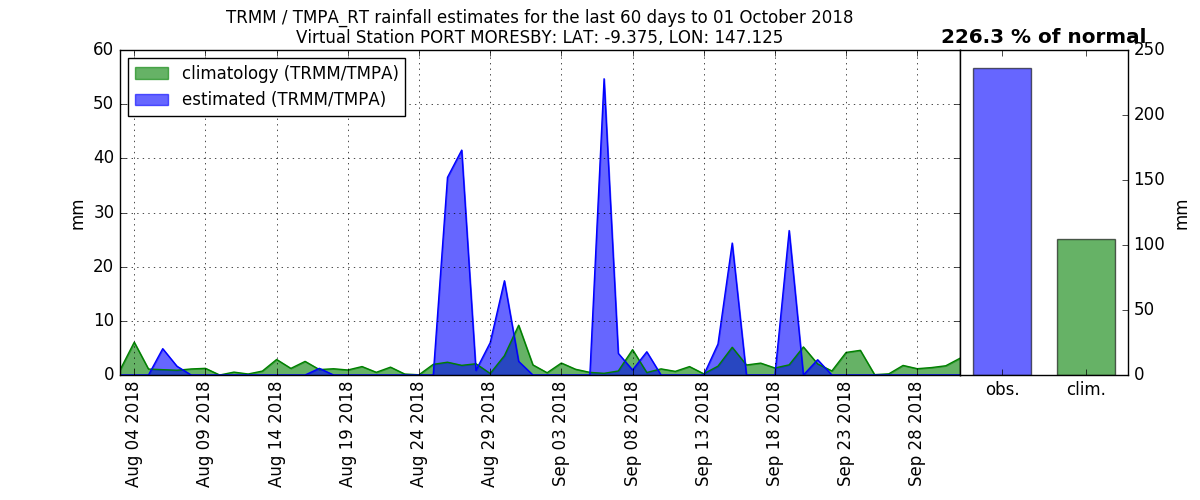 TRMM / TMPA_RT rainfall estimates for the last 60 days to 01 October 2018
Virtual Station PORT MORESBY: LAT: -9.375, LON: 147.125
226.3 % of normal
climatology (TRMM/TMPA)
estimated (TRMM/TMPA)
60
50
40
30
20
10
0
mm
Aug 04 2018
Aug 09 2018
Aug 14 2018
Aug 19 2018
Aug 24 2018
Aug 29 2018
Sep 03 2018
Sep 08 2018
Sep 13 2018
Sep 18 2018
Sep 23 2018
Sep 28 2018
250
200
150
100
50
0
mm
obs.
clim.